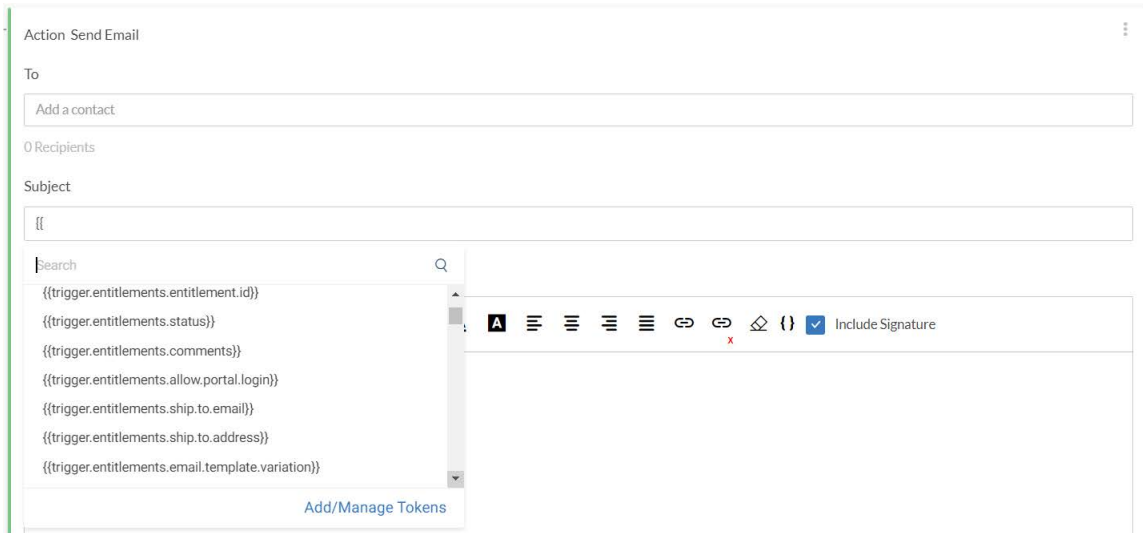 Action Send Email
To
Add a contact
0 Recipients
Subject
{{
Search
{{trigger.entitlements.entitlement.id}}
{{trigger.entitlements.status}}
{{trigger.entitlements.comments}}
{{trigger.entitlements.allow.portal.login}}
{{trigger.entitlements.ship.to.email}}
{{trigger.entitlements.ship.to.address}}
{{trigger.entitlements.email.template.variation}}
Add/Manage Tokens
A x {} Include Signature